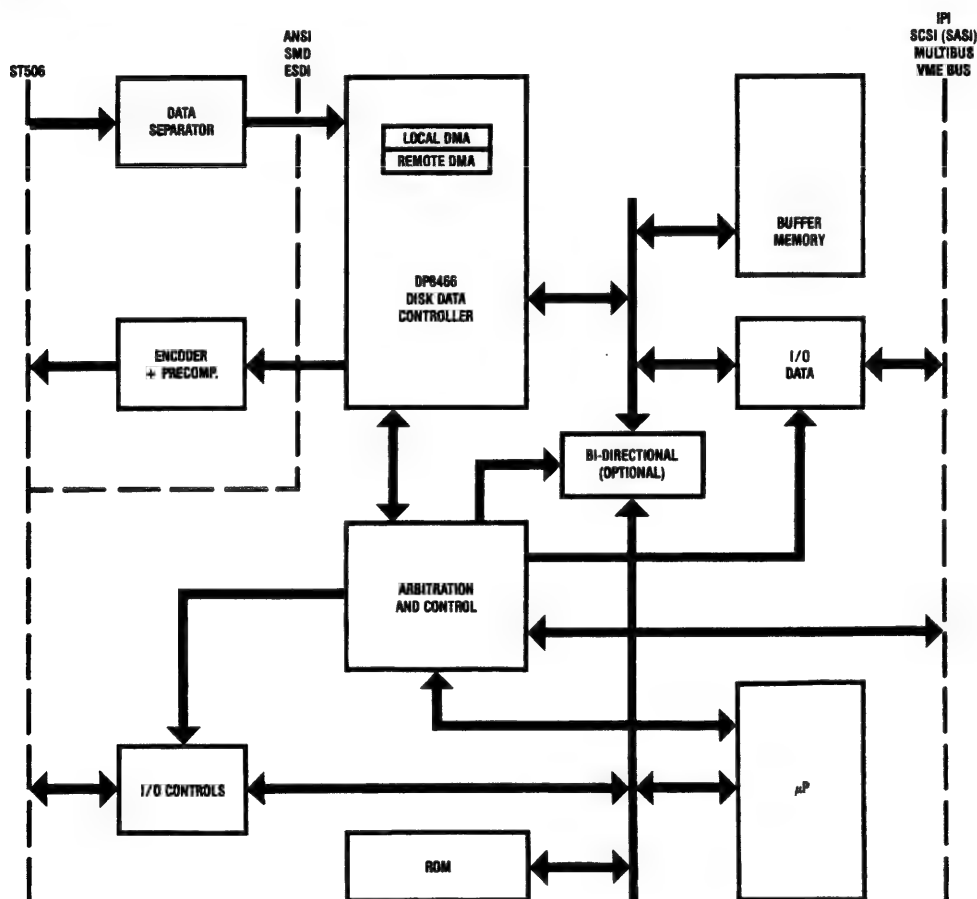 IPI
SCSI (SASI)
MULTIBUS
VME BUS
ANSI
SMD
ESDI
ST506
DATA
SEPARATOR
LOCAL DMA
REMOTE DMA
BUFFER
MEMORY
DP8466
DISK DATA
CONTROLLER
ENCODER
+ PRECOMP.
I/O
DATA
BI-DIRECTIONAL
(OPTIONAL)
ARBITRATION
AND CONTROL
I/O CONTROLS
μP
ROM